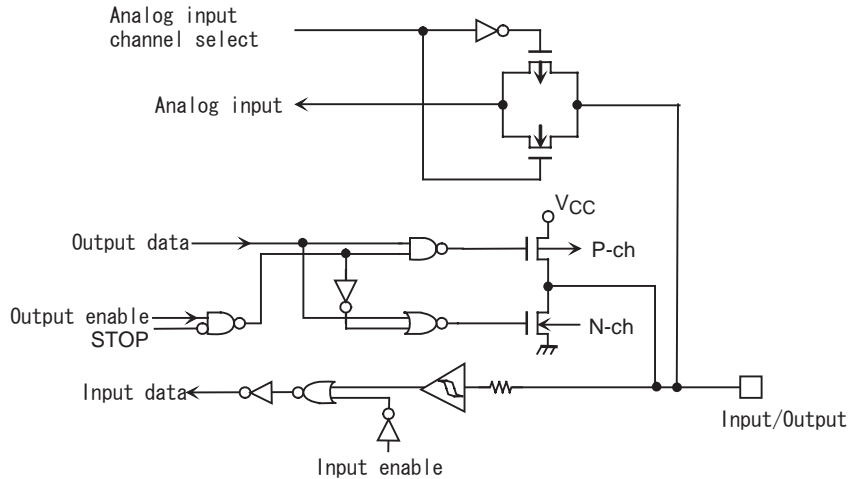 Analog input
channel select
Analog input
VCC
Output data
P-ch
Output enable
STOP
N-ch
Input data
Input/Output
Input enable